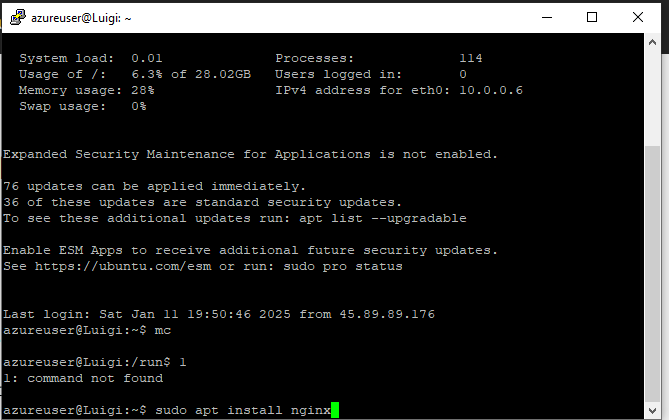 azureuser@Luigi: ~
System load: 0.01 Processes: 114
Usage of /: 6.3% of 28.02GB Users logged in: 0
Memory usage: 28% IPv4 address for eth0: 10.0.0.6
Swap usage: 0%
Expanded Security Maintenance for Applications is not enabled.
76 updates can be applied immediately.
36 of these updates are standard security updates.
To see these additional updates run: apt list --upgradable
Enable ESM Apps to receive additional future security updates.
See https://ubuntu.com/esm or run: sudo pro status
Last login: Sat Jan 11 19:50:46 2025 from 45.89.89.176
azureuser@Luigi:~$ mc
azureuser@Luigi:/run$ l
l: command not found
azureuser@Luigi:~$ sudo apt install nginx